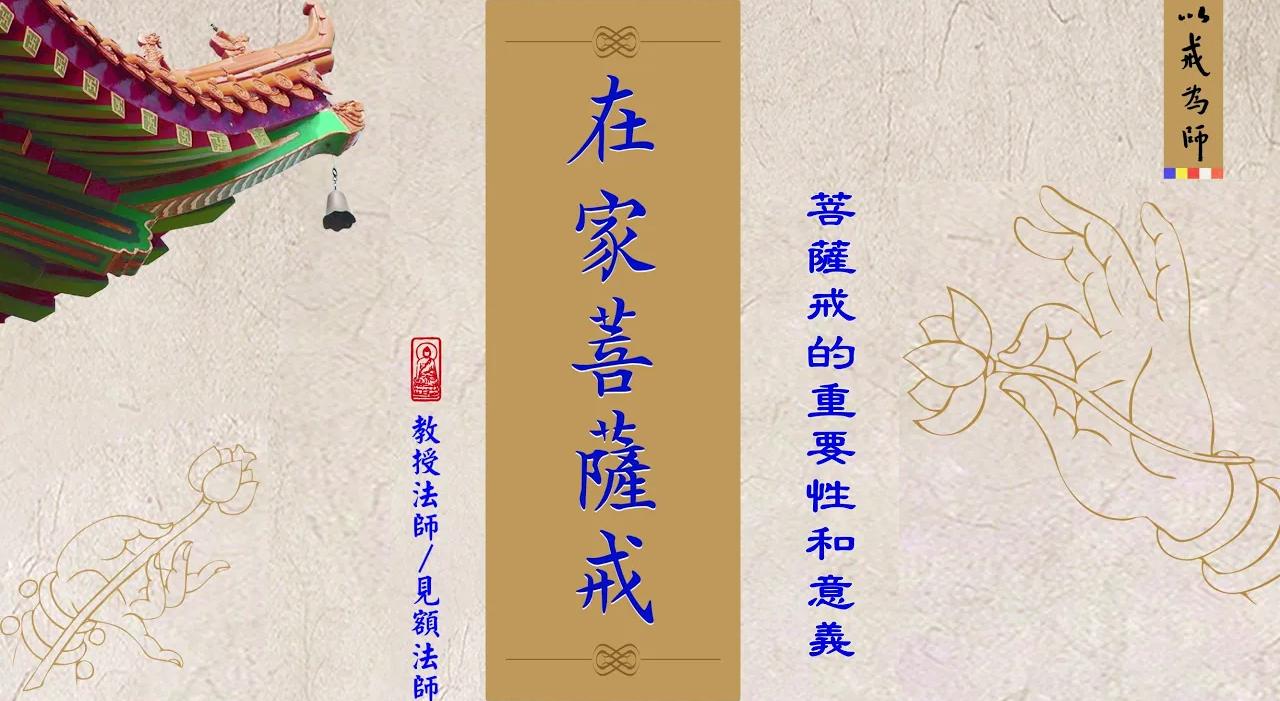 以戒為師
菩薩戒的重要性和意義
在家菩薩戒
教授法師/見額法師